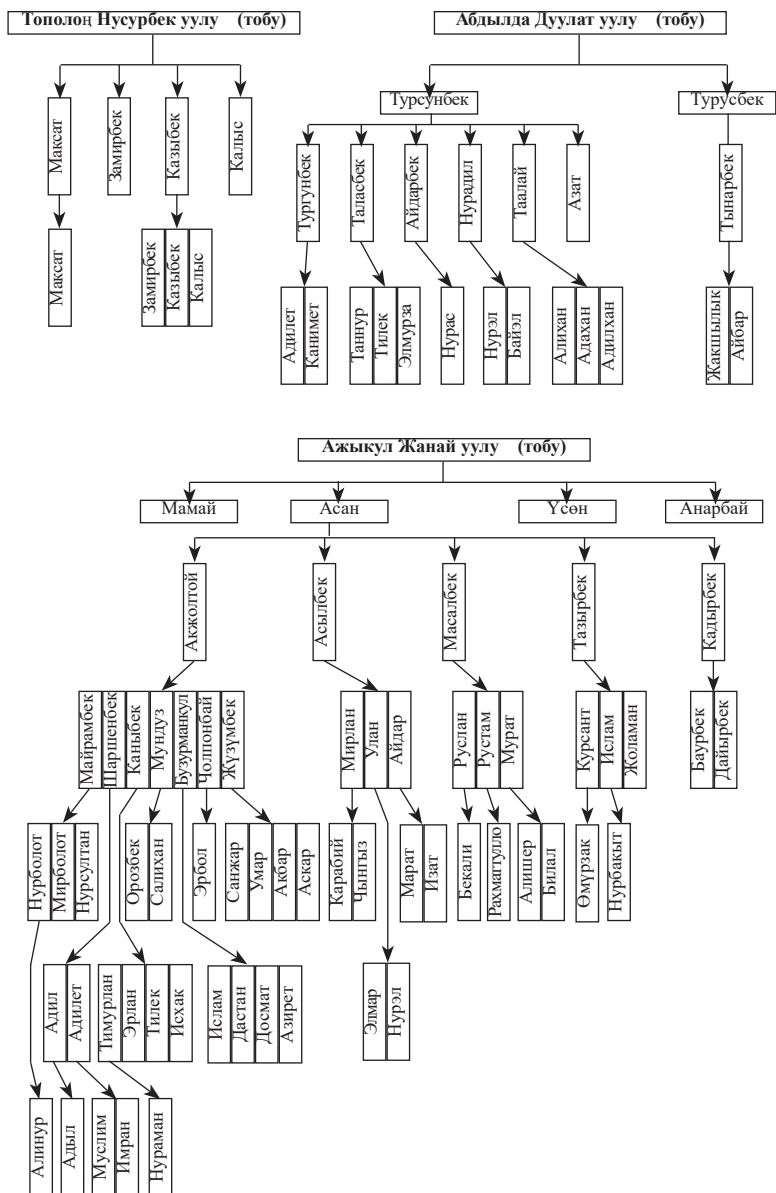 Тополоң Нусурбек уулу (тобу)
Абдылда Дуулат уулу (тобу)
Турсунбек
Турусбек
Максат
Замирбек
Казыбек
Калыс
Тургунбек
Таласбек
Айдарбек
Нурадил
Таалай
Азат
Тынарбек
Максат
Замирбек
Казыбек
Калыс
Адилет
Канимет
Таннур
Тилек
Элмурза
Нурас
Нурэл
Байэл
Алихан
Адахан
Адилхан
Жакшылык
Айбар
Ажыкул Жанай уулу (тобу)
Мамай
Асан
Үсөн
Анарбай
Акжолтой
Асылбек
Масалбек
Тазырбек
Кадырбек
Майрамбек
Шаршенбек
Каныбек
Мундуз
Бузурманкул
Чолпонбай
Жүзүмбек
Мирлан
Улан
Айдар
Руслан
Рустам
Мурат
Курсант
Ислам
Жоламан
Баурбек
Дайырбек
Нурболот
Мирболот
Нурсултан
Орозбек
Салихан
Эрбол
Санжар
Умар
Акбар
Аскар
Карабий
Чынгыз
Марат
Изат
Бекали
Рахматулло
Алишер
Билал
Өмүрзак
Нурбакыт
Адил
Адилет
Тимурлан
Эрлан
Тилек
Исхак
Ислам
Дастан
Досмат
Азирет
Элмар
Нурэл
Алинур
Адыл
Муслим
Имран
Нураман